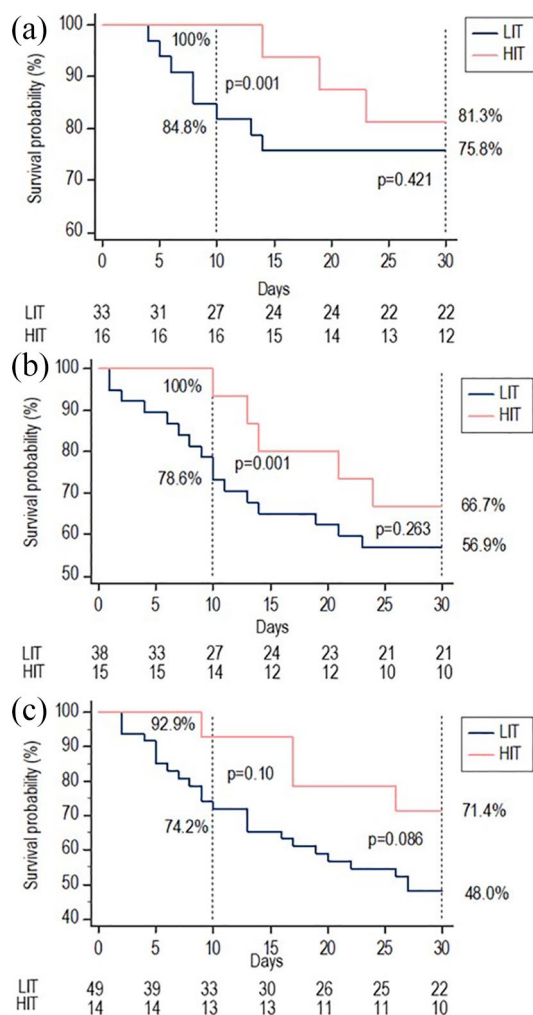 (a)
100
90
80
70
60
Survival probability (%)
100%
p=0.001
84.8%
p=0.421
LIT
HIT
81.3%
75.8%
0 5 10 15 20 25 30
Days
LIT 33 31 27 24 24 22 22
HIT 16 16 16 15 14 13 12
(b)
100
90
80
70
60
50
Survival probability (%)
100%
p=0.001
78.6%
p=0.263
LIT
HIT
66.7%
56.9%
0 5 10 15 20 25 30
Days
LIT 38 33 27 24 23 21 21
HIT 15 15 14 12 12 10 10
(c)
100
90
80
70
60
50
40
Survival probability (%)
92.9%
p=0.10
74.2%
p=0.086
LIT
HIT
71.4%
48.0%
0 5 10 15 20 25 30
Days
LIT 49 39 33 30 26 25 22
HIT 14 14 13 13 11 11 10